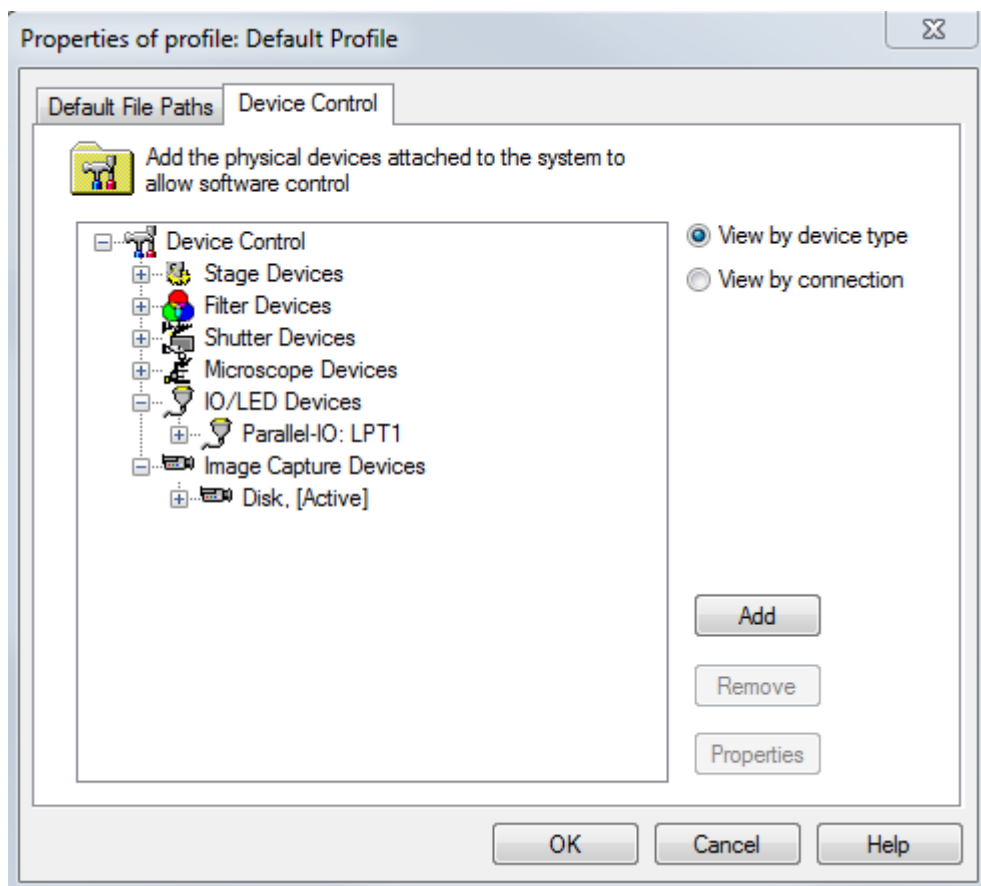 Properties of profile: Default Profile
Default File Paths
Device Control
Add the physical devices attached to the system to
allow software control
Device Control
Stage Devices
Filter Devices
Shutter Devices
Microscope Devices
IO/LED Devices
Parallel-IO: LPT1
Image Capture Devices
Disk, [Active]
View by device type
View by connection
Add
Remove
Properties
OK
Cancel
Help